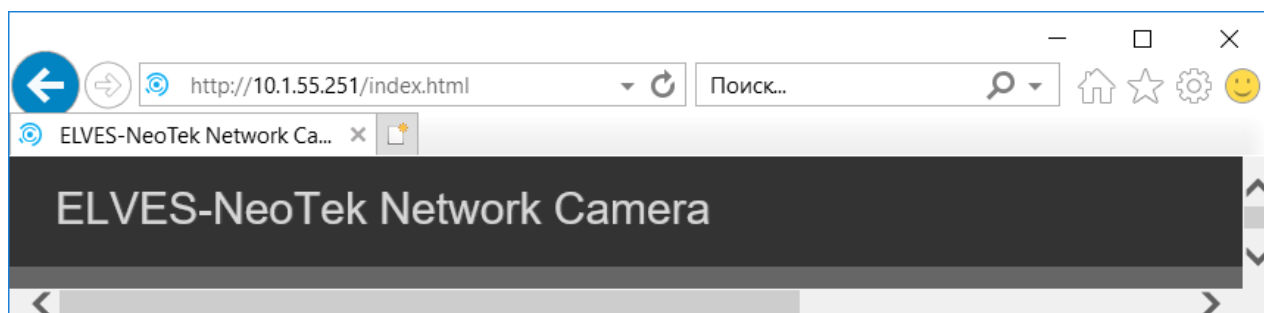 http://10.1.55.251/index.html
Поиск...
ELVES-NeoTek Network Ca...
ELVES-NeoTek Network Camera